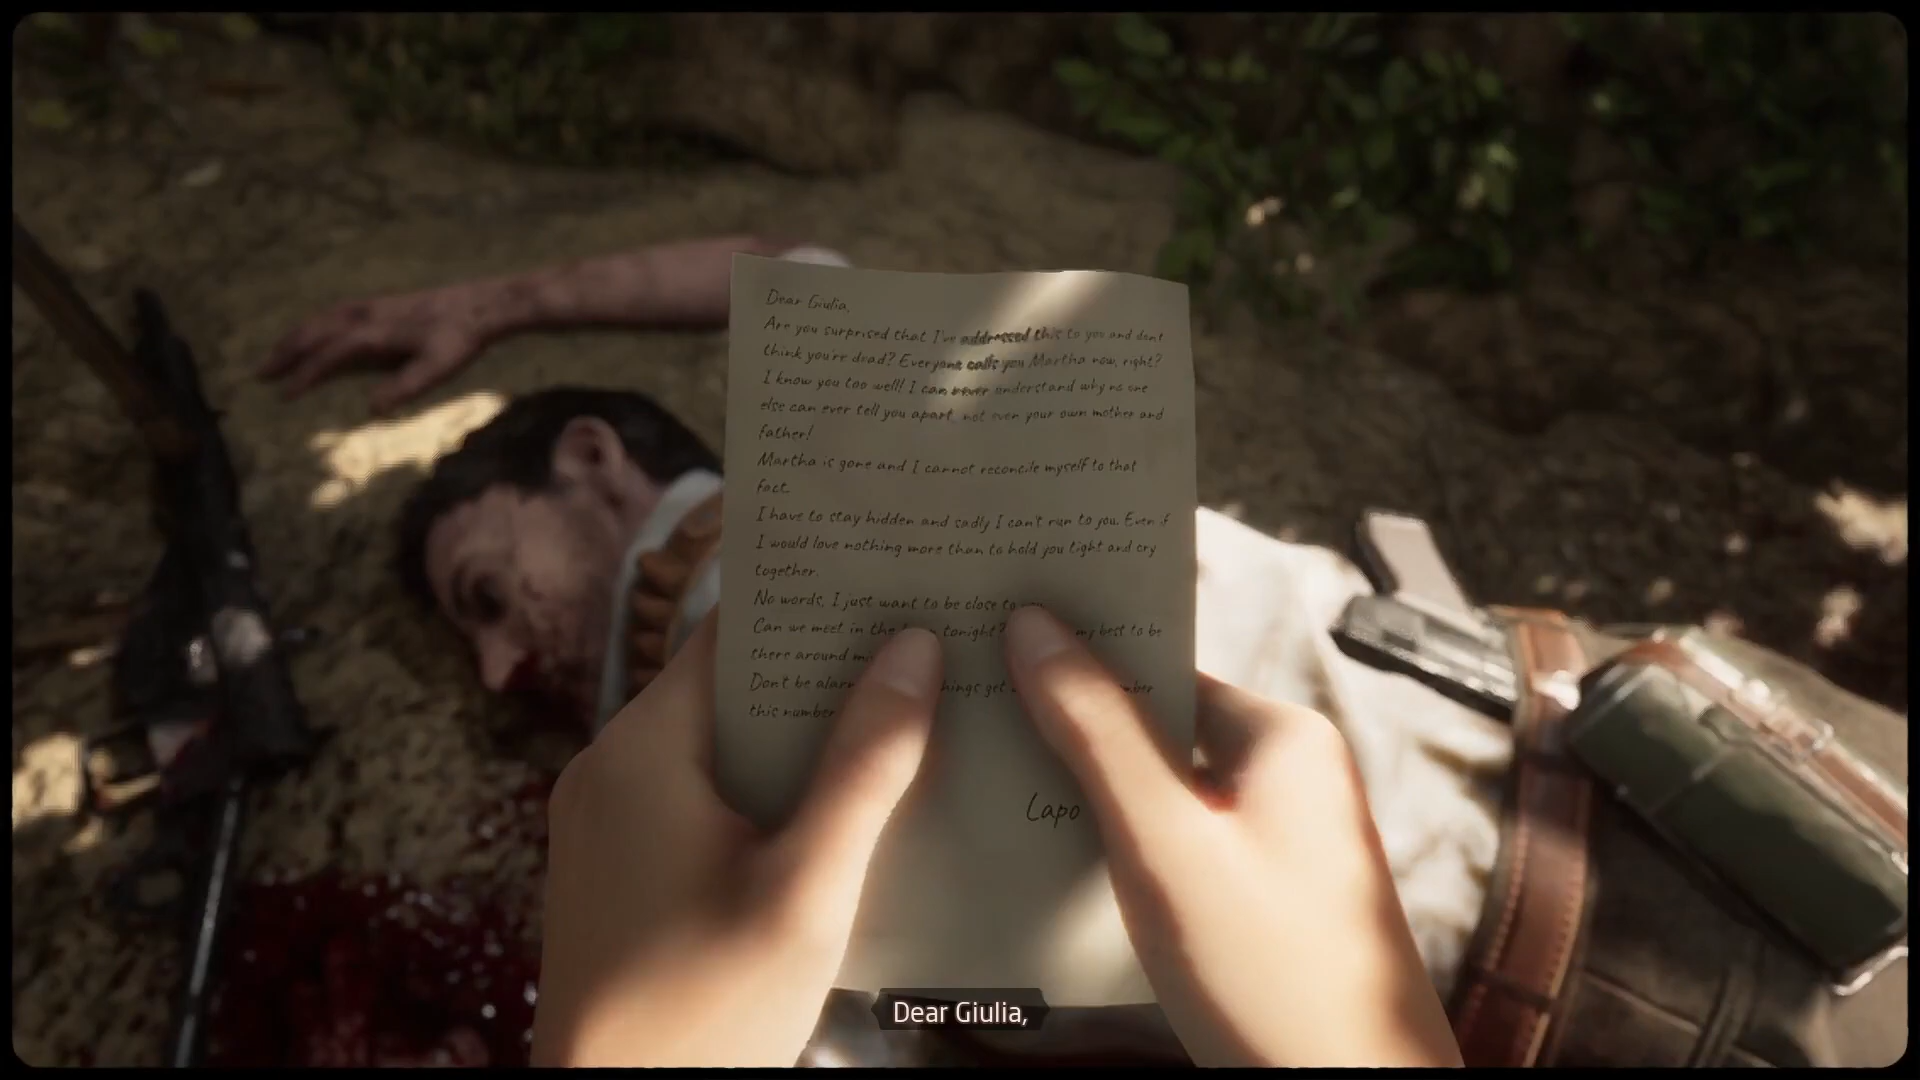 Dear Giulia,
Are you surprised that I've addressed this to you and dont
think you're dead? Everyone calls you Martha now, right?
I know you too well! I can never understand why no one
else can ever tell you apart, not even your own mother and
father!
Martha is gone and I cannot reconcile myself to that
fact.
I have to stay hidden and sadly I can't run to you. Even if
I would love nothing more than to hold you tight and cry
together.
No words, I just want to be close to
Can we meet in the tonight? my best to be
there around
Don't be hings get
this number
Lapo
Dear Giulia,